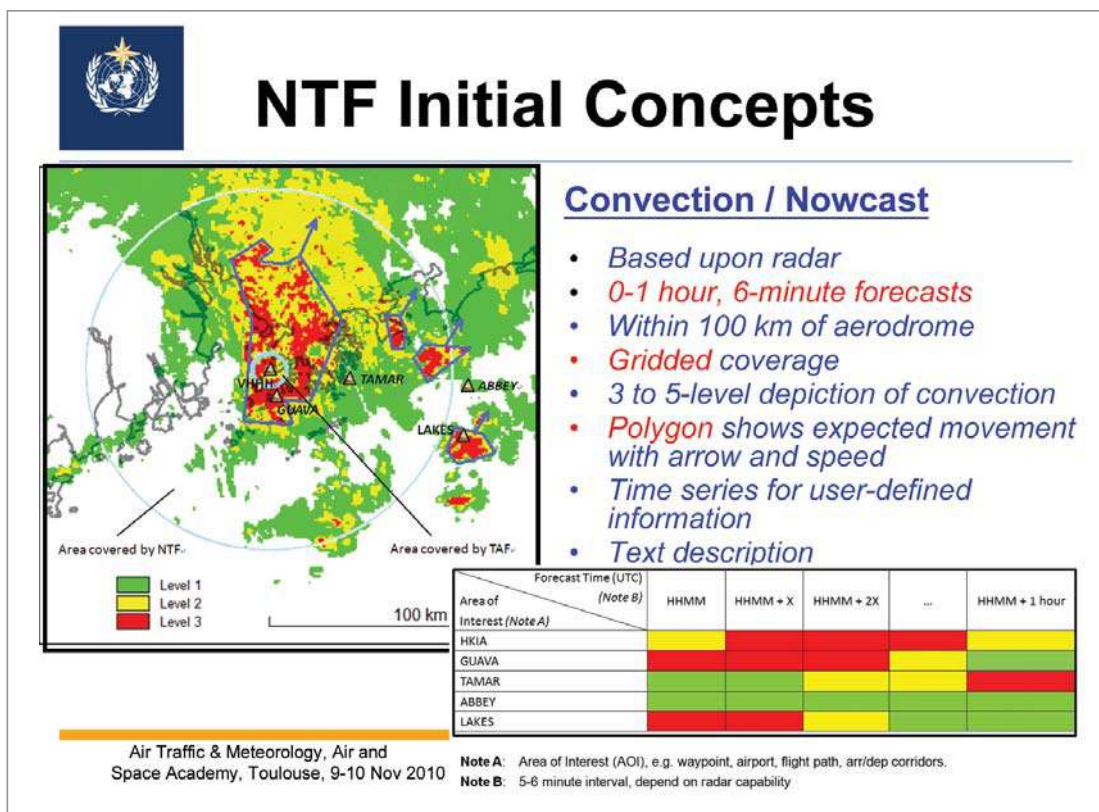 NTF Initial Concepts
VHHH
GUAVA
TAMAR
ABBEY
LAKES
Area covered by NTF
Area covered by TAF
Level 1
Level 2
Level 3
100 km
Convection / Nowcast
• Based upon radar
• 0-1 hour, 6-minute forecasts
• Within 100 km of aerodrome
• Gridded coverage
• 3 to 5-level depiction of convection
• Polygon shows expected movement
with arrow and speed
• Time series for user-defined
information
• Text description
Forecast Time (UTC)
(Note B)
Area of
Interest (Note A)
HHMM HHMM + X HHMM + 2X ... HHMM + 1 hour
HKIA
GUAVA
TAMAR
ABBEY
LAKES
Air Traffic & Meteorology, Air and
Space Academy, Toulouse, 9-10 Nov 2010
Note A: Area of Interest (AOI), e.g. waypoint, airport, flight path, arr/dep corridors.
Note B: 5-6 minute interval, depend on radar capability